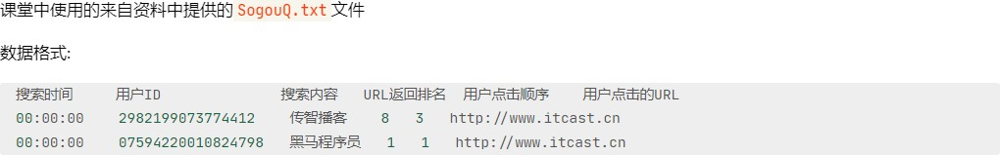 课堂中使用的来自资料中提供的 SogouQ.txt 文件
数据格式:
搜索时间 用户ID 搜索内容 URL返回排名 用户点击顺序 用户点击的URL
00:00:00 2982199073774412 传智播客 8 3 http://www.itcast.cn
00:00:00 07594220010824798 黑马程序员 1 1 http://www.itcast.cn